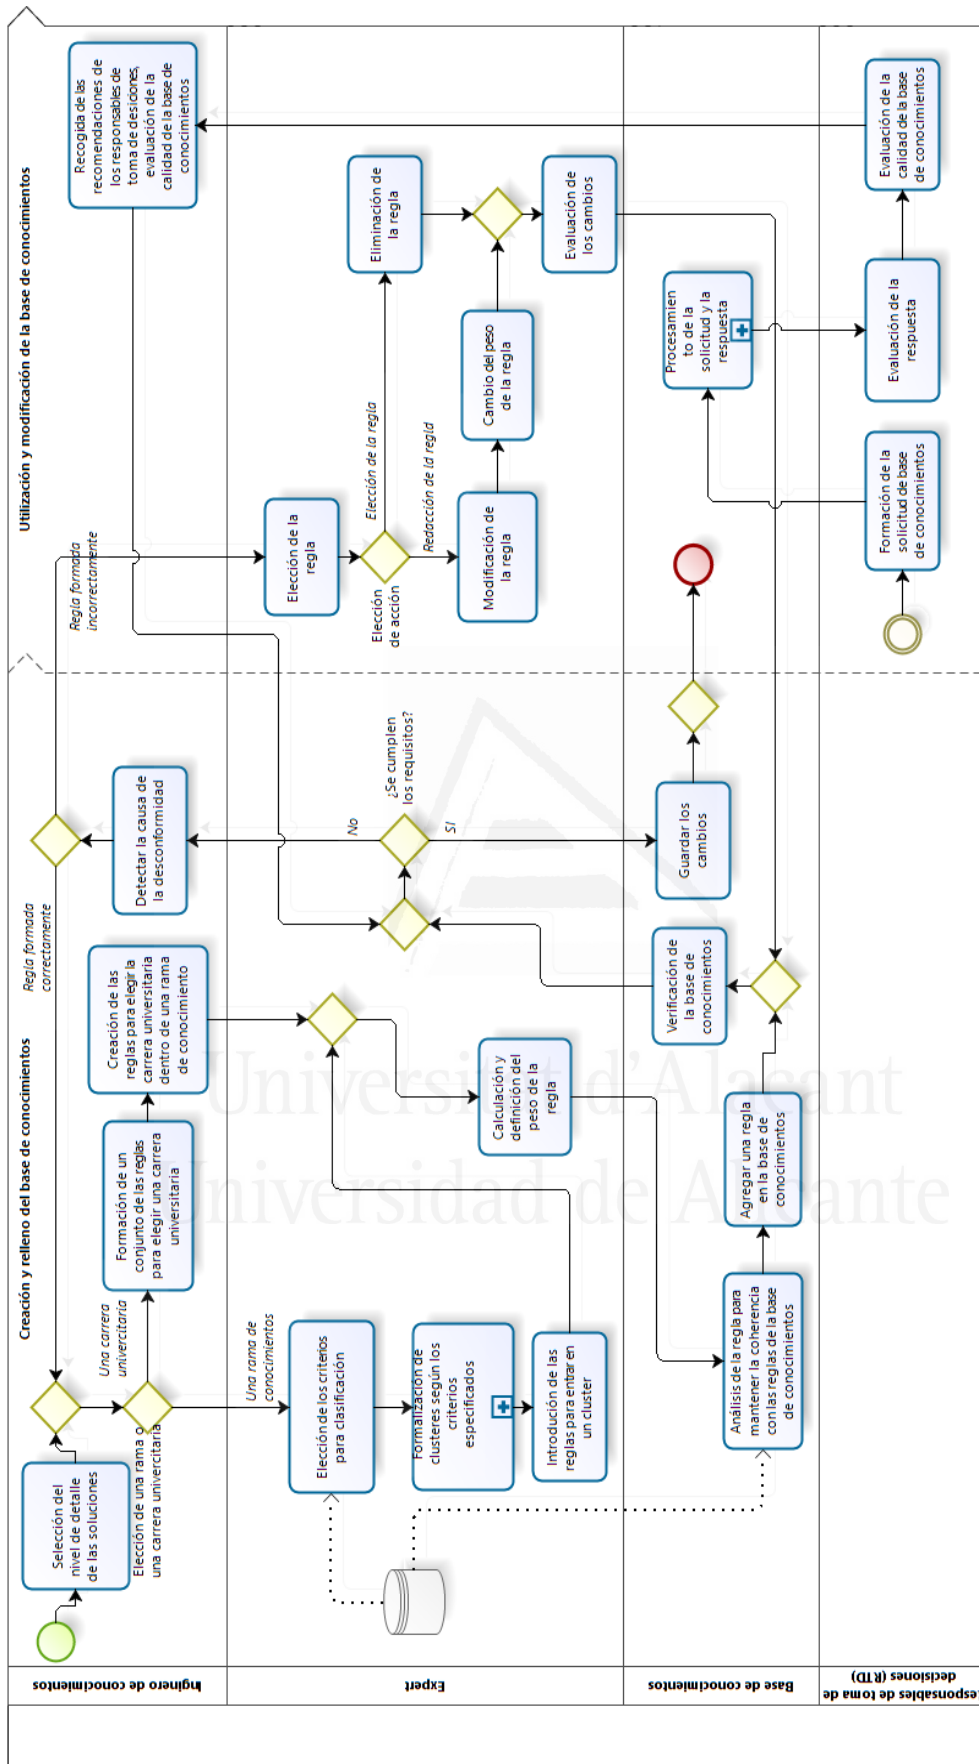 Creación y relleno del base de conocimientos
Utilización y modificación de la base de conocimientos
Inginero de conocimientos
Expert
Base de conocimientos
esponsables de toma de
decisiones (RTD)
Selección del
nivel de detalle
de las soluciones
Elección de una rama o
una carrera univercitaria
Una carrera
univercitaria
Formación de un
conjunto de las reglas
para elegir una carrera
universitaria
Creación de las
reglas para elegir la
carrera universitaria
dentro de una rama
de conocimiento
Regla formada
correctamente
Detectar la causa de
la desconformidad
Regla formada
incorrectamente
Recogida de las
recomendaciones de
los responsables de
toma de desiciones,
evaluación de la
calidad de la base de
conocimientos
Una rama de
conocimientos
Elección de los criterios
para clasificación
Formalización de
clusteres según los
criterios
especificados
Introdución de las
reglas para entrar en
un cluster
Calculación y
definición del
peso de la
regla
No
SI
¿Se cumplen
los requisitos?
Elección de la
regla
Elección
de acción
Elección de la regla
Redacción de la regla
Eliminación de
la regla
Modificación de
la regla
Cambio del peso
de la regla
Evaluación de
los cambios
Análisis de la regla para
mantener la coherencia
con las reglas de la base
de conocimientos
Agregar una regla
en la base de
conocimientos
Verificación de
la base de
conocimientos
Guardar los
cambios
Procesamien
to de la
solicitud y la
respuesta
Formación de la
solicitud de base
de conocimientos
Evaluación de la
respuesta
Evaluación de la
calidad de la base
de conocimientos
Universitat d'Alacant
Universidad de Alicante